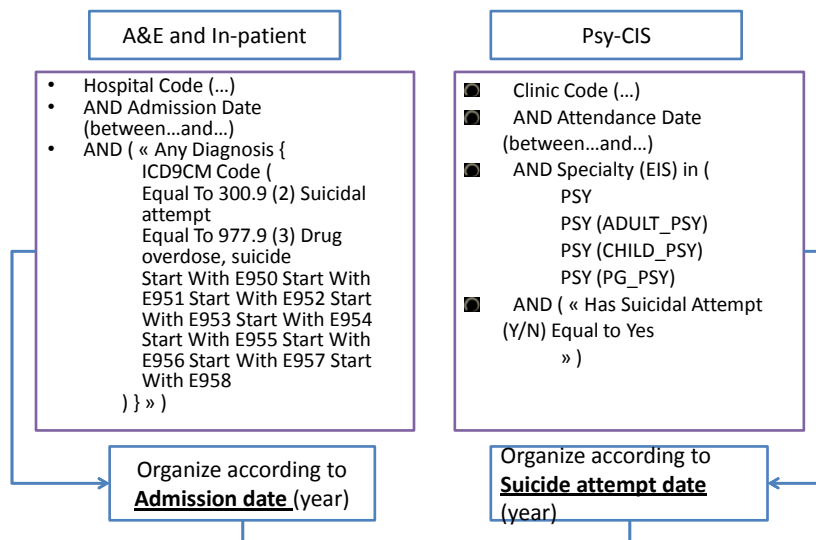 A&E and In-patient
• Hospital Code (...)
• AND Admission Date
(between...and...)
• AND ( « Any Diagnosis {
ICD9CM Code (
Equal To 300.9 (2) Suicidal
attempt
Equal To 977.9 (3) Drug
overdose, suicide
Start With E950 Start With
E951 Start With E952 Start
With E953 Start With E954
Start With E955 Start With
E956 Start With E957 Start
With E958
) } » )
Organize according to
Admission date (year)
Psy-CIS
Clinic Code (...)
AND Attendance Date
(between...and...)
AND Specialty (EIS) in (
PSY
PSY (ADULT_PSY)
PSY (CHILD_PSY)
PSY (PG_PSY)
AND ( « Has Suicidal Attempt
(Y/N) Equal to Yes
» )
Organize according to
Suicide attempt date
(year)